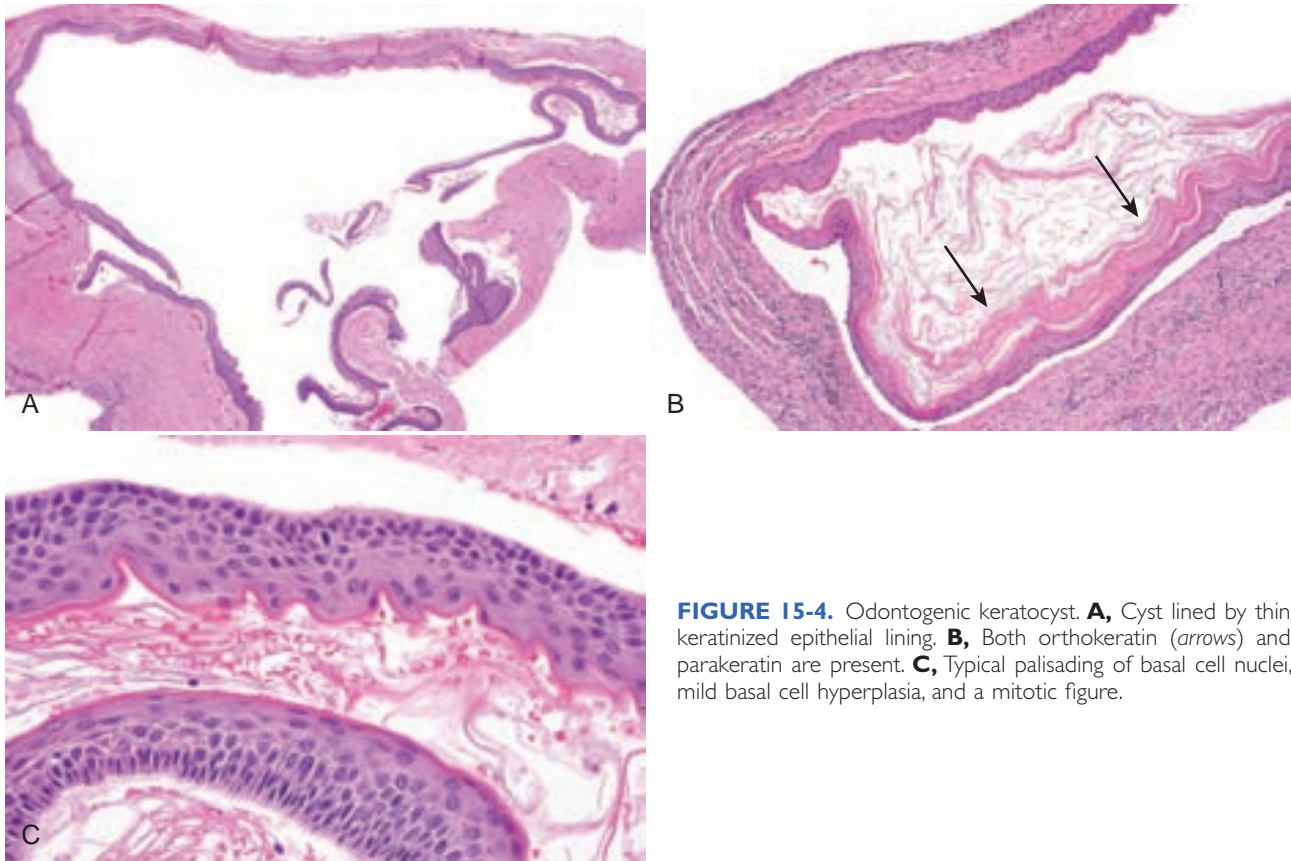 A
B
C
FIGURE 15-4. Odontogenic keratocyst. A, Cyst lined by thin
keratinized epithelial lining. B, Both orthokeratin (arrows) and
parakeratin are present. C, Typical palisading of basal cell nuclei,
mild basal cell hyperplasia, and a mitotic figure.